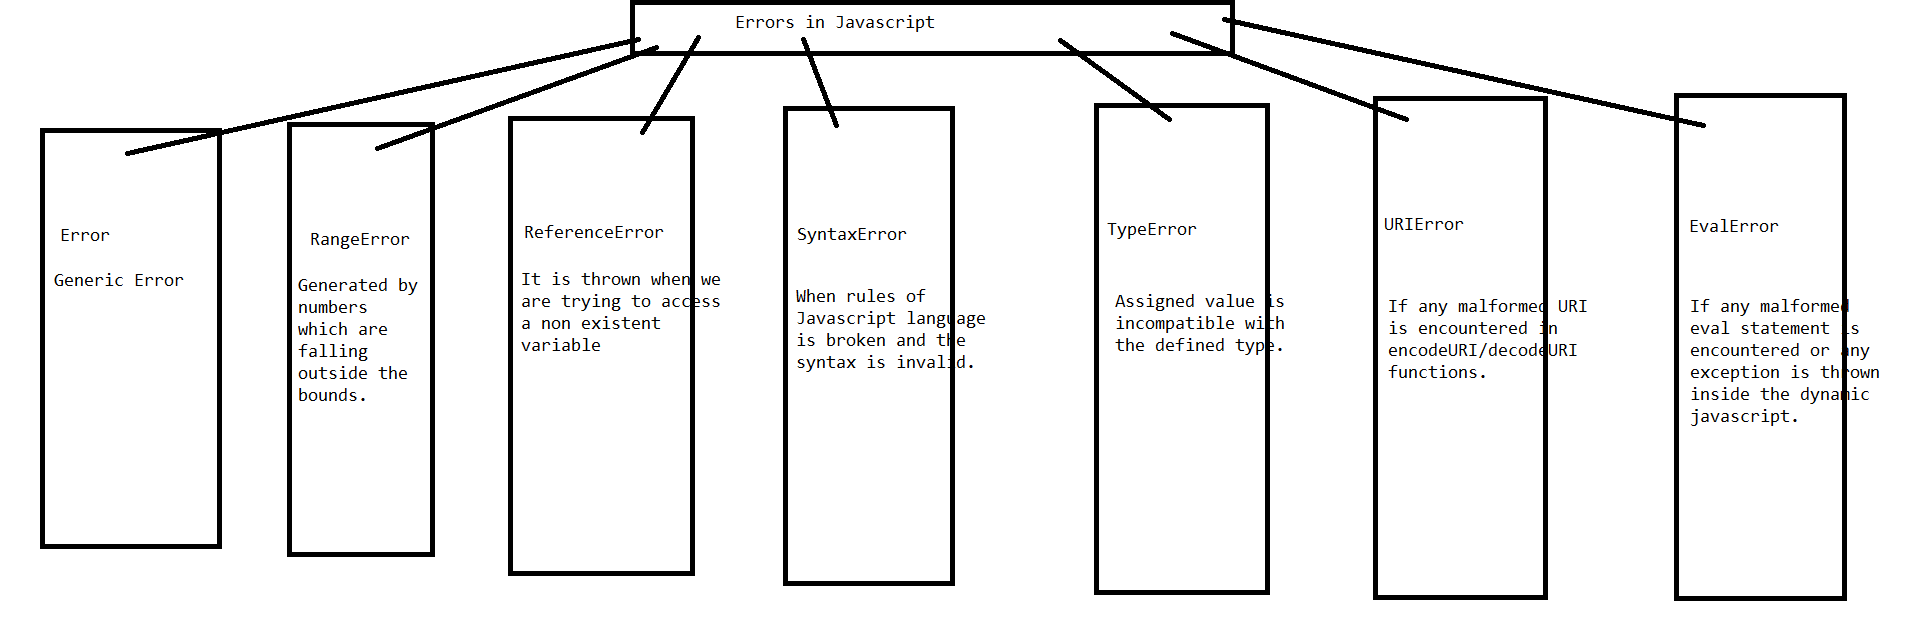 Errors in Javascript
Error
Generic Error
RangeError
Generated by
numbers
which are
falling
outside the
bounds.
ReferenceError
It is thrown when we
are trying to access
a non existent
variable
SyntaxError
When rules of
Javascript language
is broken and the
syntax is invalid.
TypeError
Assigned value is
incompatible with
the defined type.
URIError
If any malformed URI
is encountered in
encodeURI/decodeURI
functions.
EvalError
If any malformed
eval statement is
encountered or any
exception is thrown
inside the dynamic
javascript.